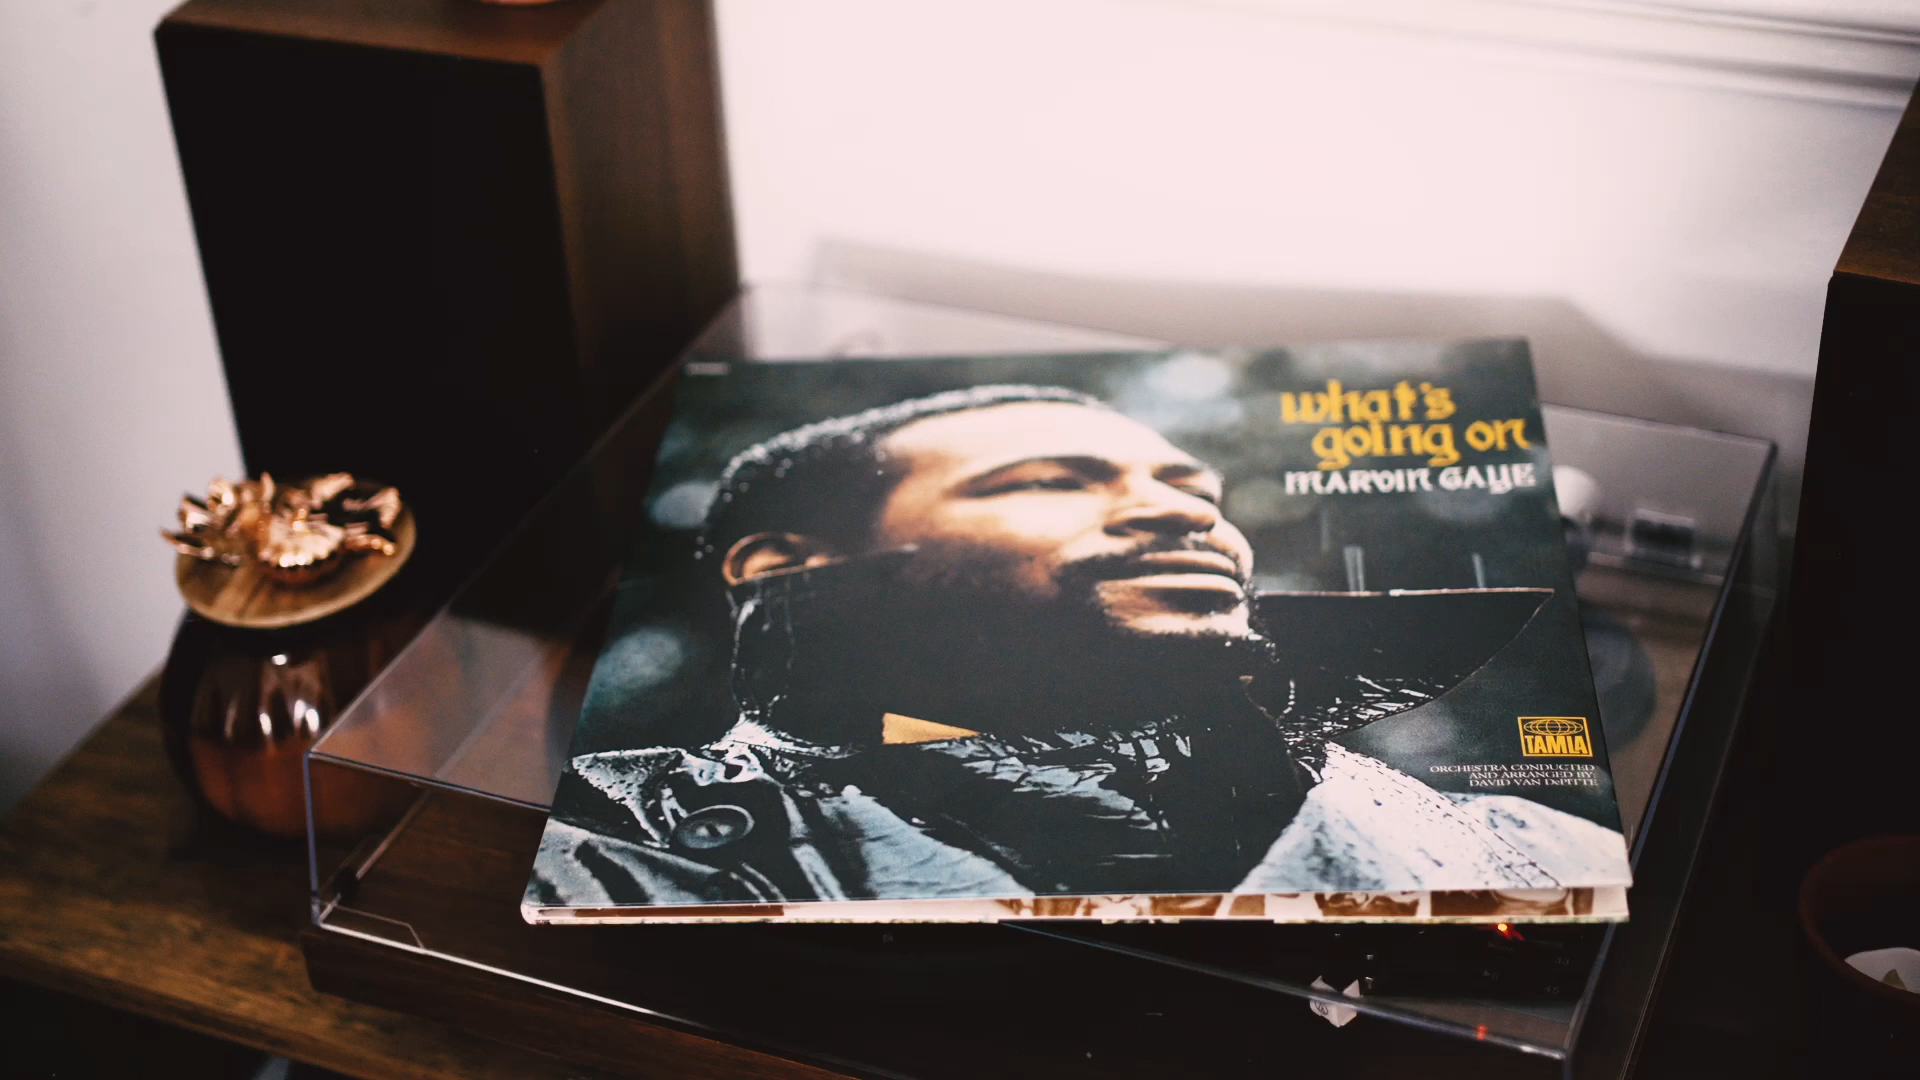 what's
going on
MARVIN GAYE
TAMLA
ORCHESTRA CONDUCTED
AND ARRANGED BY:
DAVID VAN DePITTE